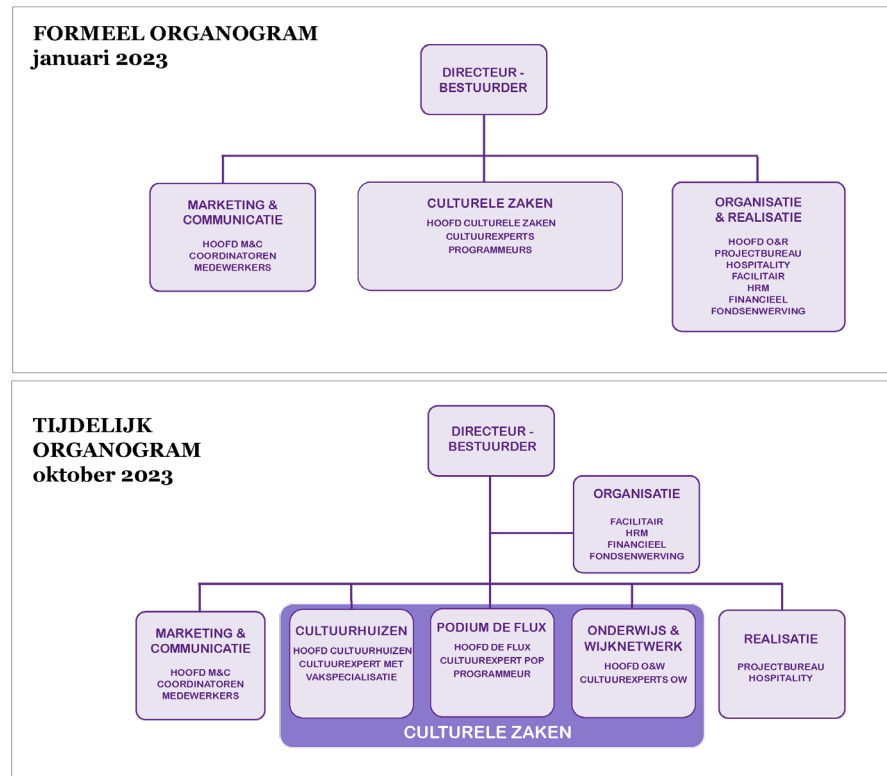 FORMEEL ORGANOGRAM
januari 2023
DIRECTEUR -
BESTUURDER
MARKETING &
COMMUNICATIE
HOOFD M&C
COORDINATOREN
MEDEWERKERS
CULTURELE ZAKEN
HOOFD CULTURELE ZAKEN
CULTUUREXPERTS
PROGRAMMEURS
ORGANISATIE
& REALISATIE
HOOFD O&R
PROJECTBUREAU
HOSPITALITY
FACILITAIR
HRM
FINANCIEEL
FONDSENWERVING
TIJDELIJK
ORGANOGRAM
oktober 2023
DIRECTEUR -
BESTUURDER
ORGANISATIE
FACILITAIR
HRM
FINANCIEEL
FONDSENWERVING
MARKETING &
COMMUNICATIE
HOOFD M&C
COORDINATOREN
MEDEWERKERS
CULTUURHUIZEN
HOOFD CULTUURHUIZEN
CULTUUREXPERT MET
VAKSPECIALISATIE
PODIUM DE FLUX
HOOFD DE FLUX
CULTUUREXPERT POP
PROGRAMMEUR
ONDERWIJS &
WIJKNETWERK
HOOFD O&W
CULTUUREXPERTS OW
REALISATIE
PROJECTBUREAU
HOSPITALITY
CULTURELE ZAKEN